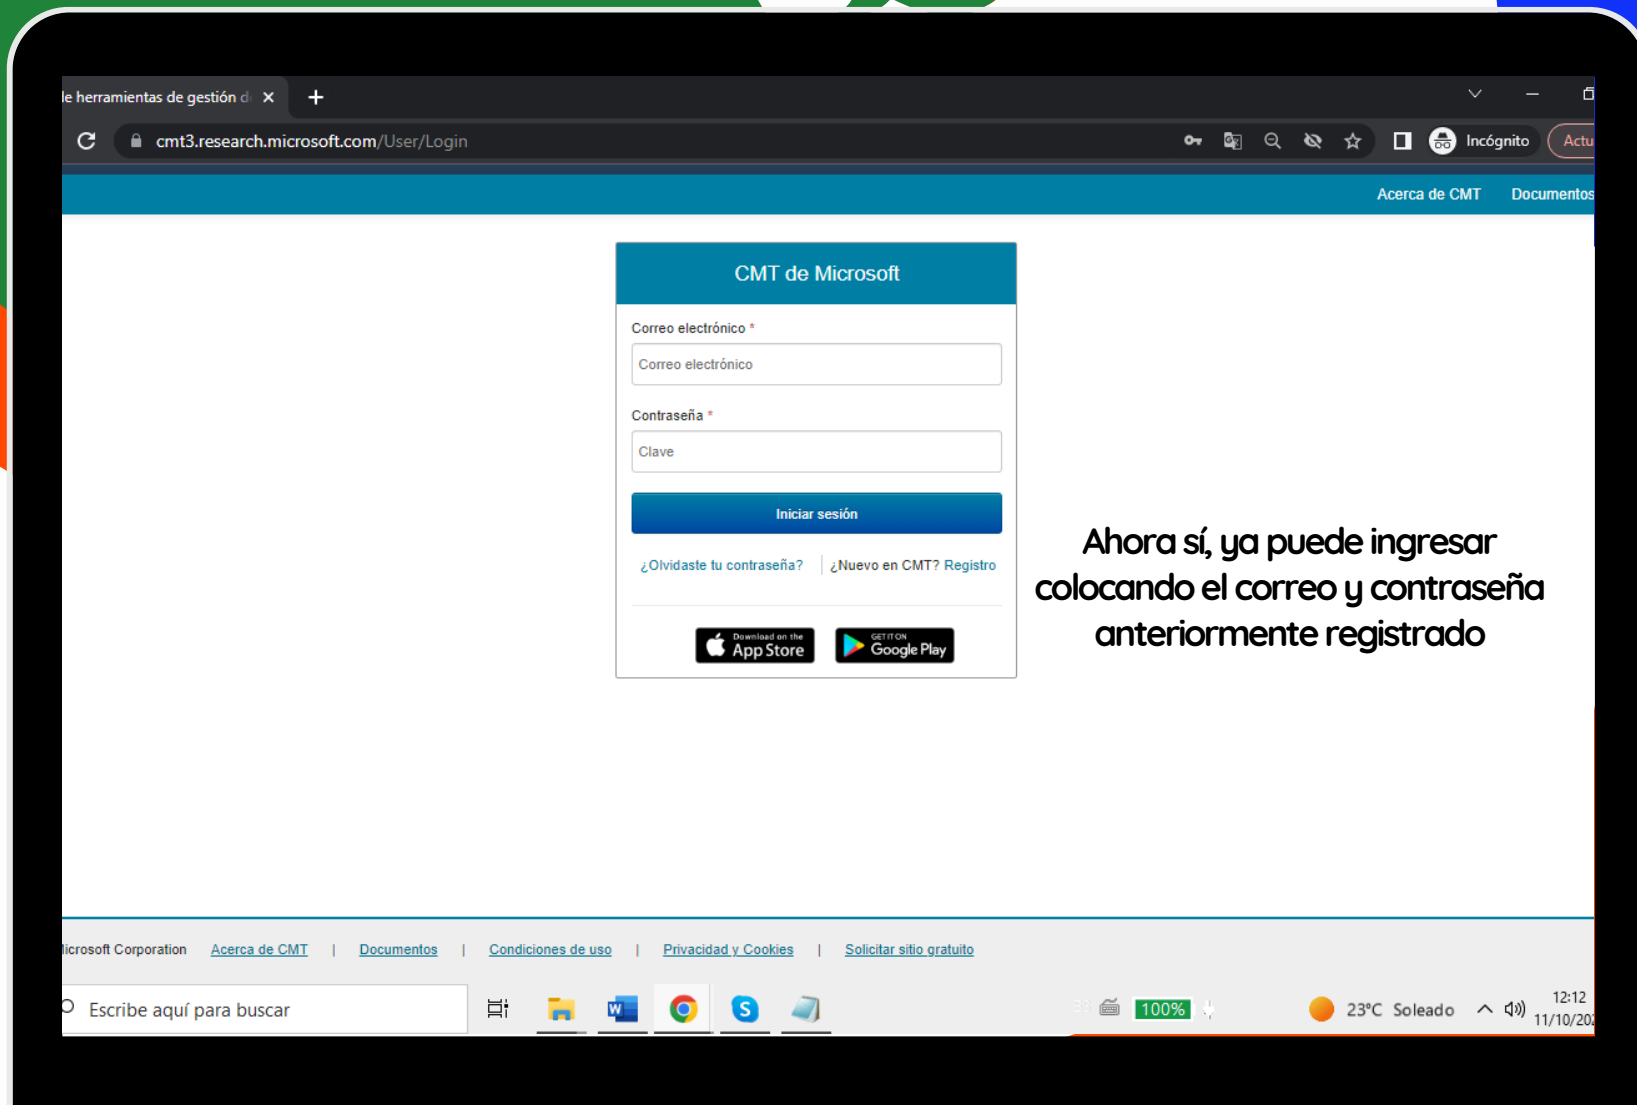 le herramientas de gestión d
cmt3.research.microsoft.com/User/Login
Incógnito
Actu
Acerca de CMT Documentos
CMT de Microsoft
Correo electrónico *
Correo electrónico
Contraseña *
Clave
Iniciar sesión
¿Olvidaste tu contraseña? ¿Nuevo en CMT? Registro
Download on the
App Store
GET IT ON
Google Play
Ahora sí, ya puede ingresar
colocando el correo y contraseña
anteriormente registrado
icrosoft Corporation Acerca de CMT | Documentos | Condiciones de uso | Privacidad y Cookies | Solicitar sitio gratuito
Escribe aquí para buscar
100%
23°C Soleado
12:12
11/10/202